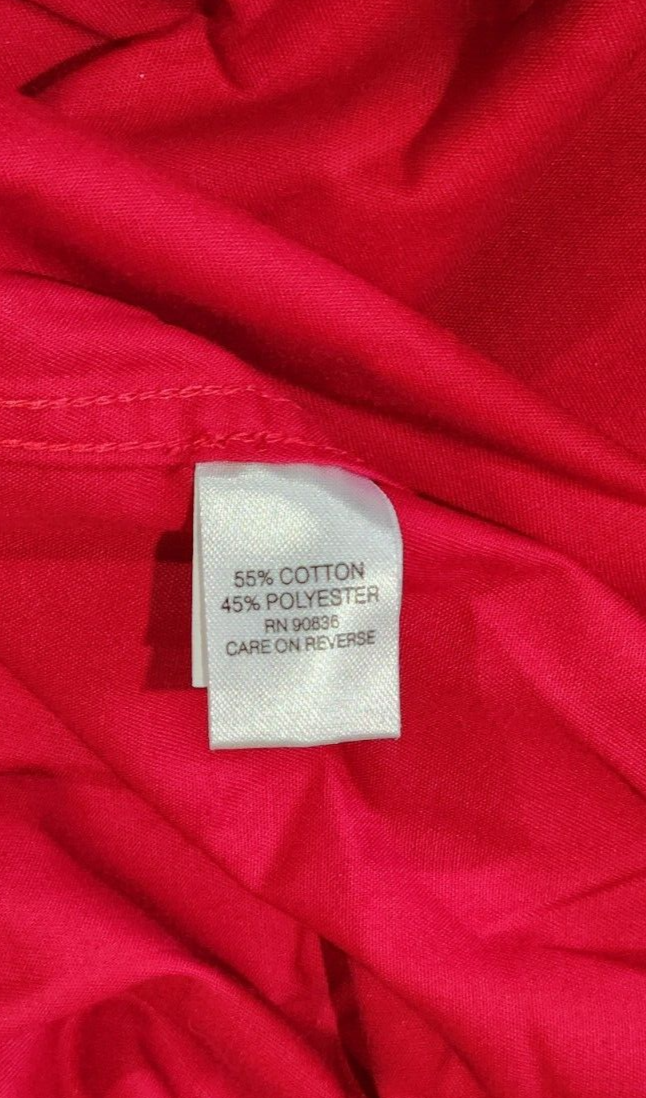 55% COTTON
45% POLYESTER
RN 90836
CARE ON REVERSE